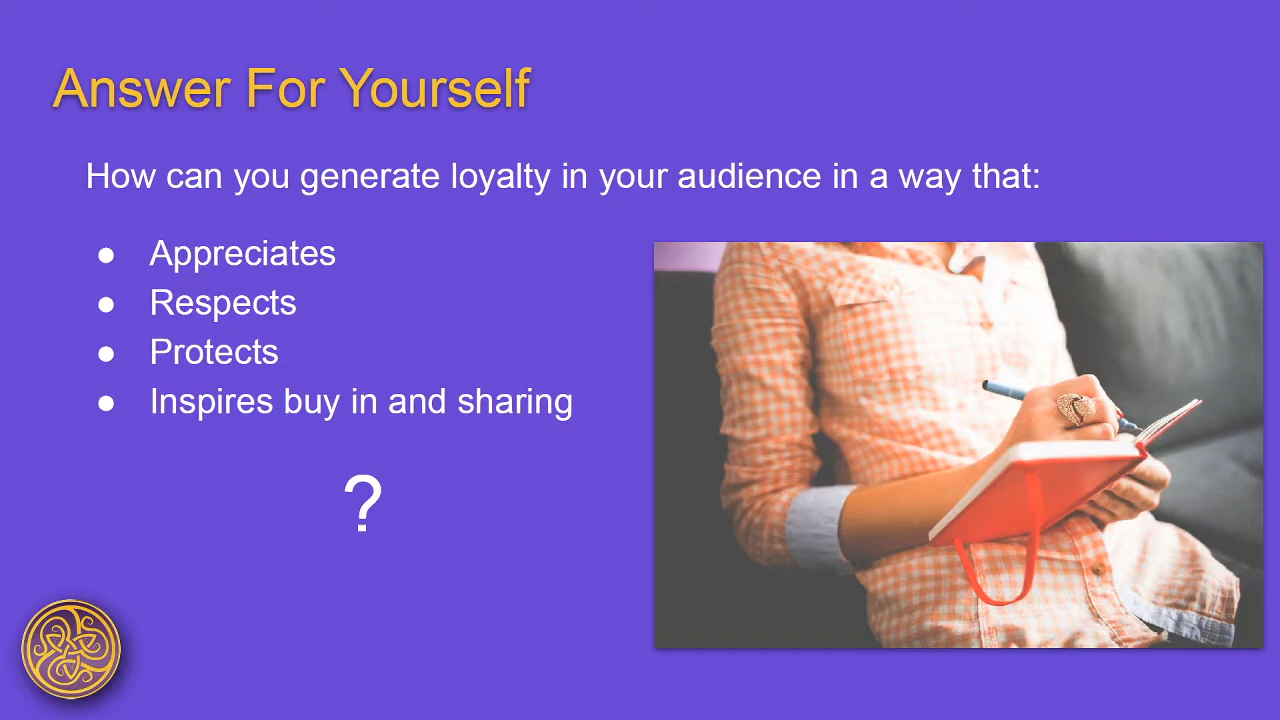 Answer For Yourself
How can you generate loyalty in your audience in a way that:
● Appreciates
● Respects
● Protects
● Inspires buy in and sharing
?